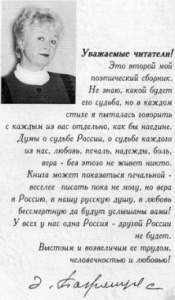 Уважаемые читатели!
Это второй мой
поэтический сборник.
Не знаю, какой будет
его судьба, но в каждом
стихе я пыталась говорить
с каждым из вас отдельно, как бы наедине.
Думы о судьбе России, о судьбе каждого
из нас, любовь, печаль, надежды, боль,
вера - без этого не живет никто.
Книга может показаться печальной -
веселее писать пока не могу, но вера
в Россию, в нашу русскую душу, в любовь
бессмертную да будут услышаны вами!
У всех у нас одна Россия - другой России
не будет.
Выстоим и возвеличим ее трудом,
человечностью и любовью!